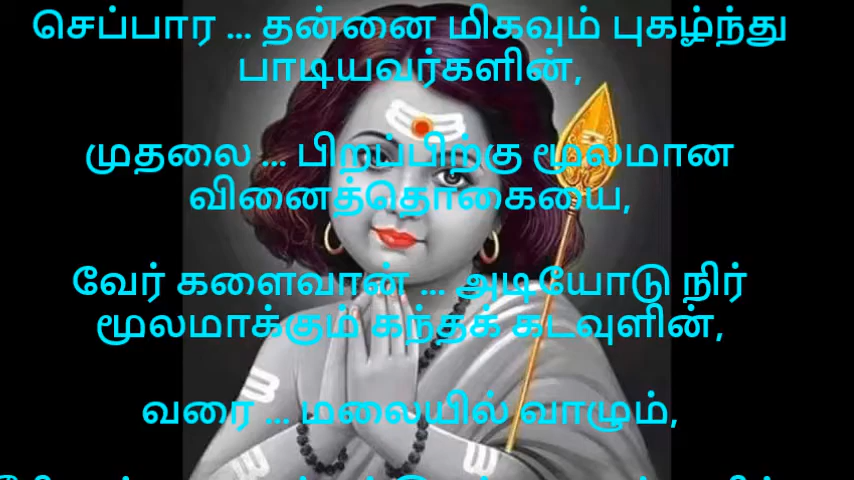 செப்பார ... தன்னை மிகவும் புகழ்ந்து
பாடியவர்களின்,
முதலை ... பிறப்பிற்கு மூலமான
வினைத்தொகையை,
வேர் களைவான் ... அடியோடு நிர்
மூலமாக்கும் கந்தக் கடவுளின்,
வரை ... மலையில் வாழும்,